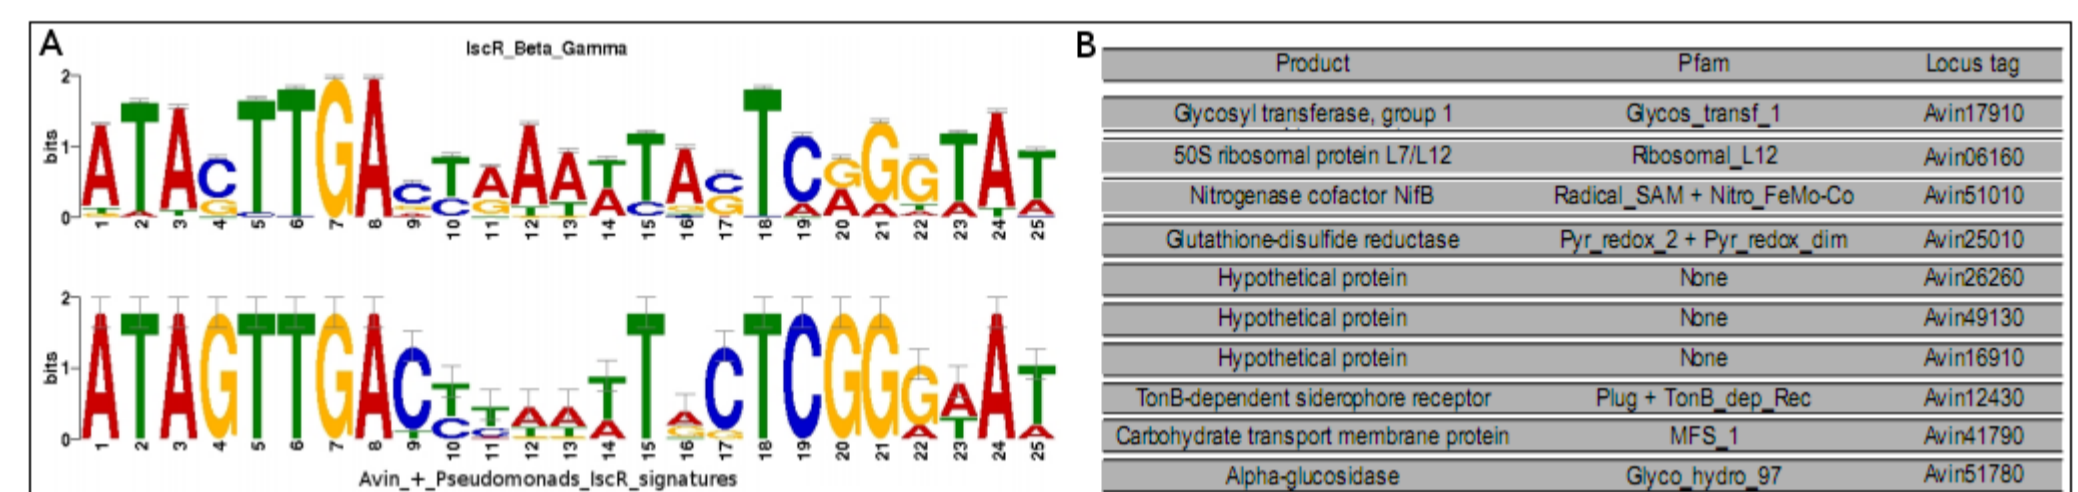 A
IscR_Beta_Gamma
2
bits
1
0
1 2 3 4 5 6 7 8 9 10 11 12 13 14 15 16 17 18 19 20 21 22 23 24 25
2
bits
1
0
1 2 3 4 5 6 7 8 9 10 11 12 13 14 15 16 17 18 19 20 21 22 23 24 25
Avin_+_Pseudomonads_IscR_signatures
B
Product Pfam Locus tag
Glycosyl transferase, group 1 Glycos_transf_1 Avin17910
50S ribosomal protein L7/L12 Ribosomal_L12 Avin06160
Nitrogenase cofactor NifB Radical_SAM + Nitro_FeMo-Co Avin51010
Glutathione-disulfide reductase Pyr_redox_2 + Pyr_redox_dim Avin25010
Hypothetical protein None Avin26260
Hypothetical protein None Avin49130
Hypothetical protein None Avin16910
TonB-dependent siderophore receptor Plug + TonB_dep_Rec Avin12430
Carbohydrate transport membrane protein MFS_1 Avin41790
Alpha-glucosidase Glyco_hydro_97 Avin51780